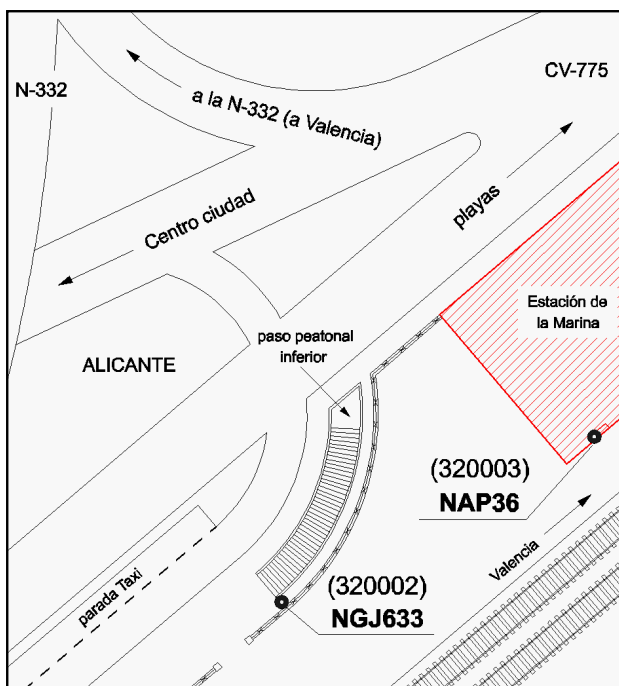 CV-775
N-332
a la N-332 (a Valencia)
Centro ciudad
playas
Estación de
la Marina
paso peatonal
inferior
ALICANTE
(320003)
NAP36
Valencia
(320002)
NGJ633
parada Taxi